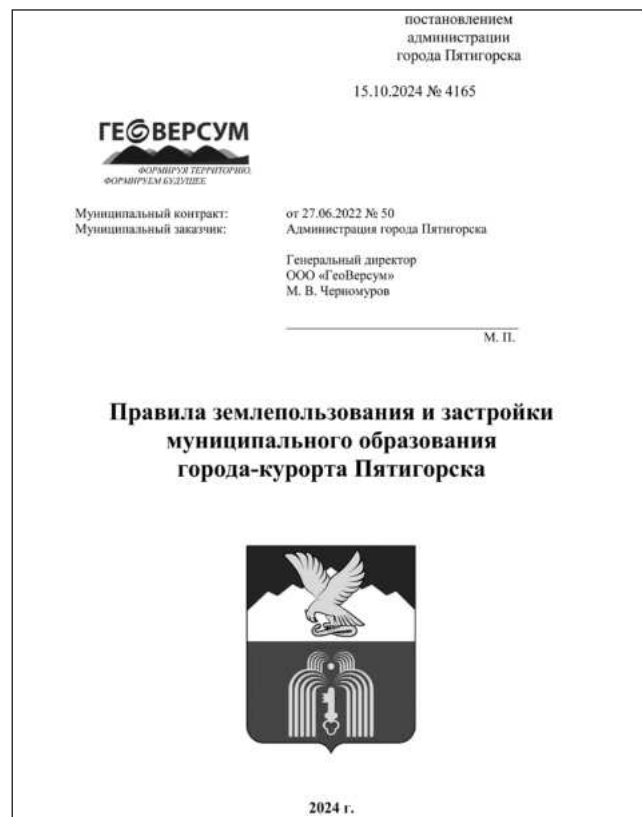 постановлением
администрации
города Пятигорска
15.10.2024 № 4165
ГЕОВЕРСУМ
ФОРМИРУЯ ТЕРРИТОРИЮ,
ФОРМИРУЕМ БУДУЩЕЕ
Муниципальный контракт: от 27.06.2022 № 50
Муниципальный заказчик: Администрация города Пятигорска
Генеральный директор
ООО «ГеоВерсум»
М. В. Черномуров
М. П.
Правила землепользования и застройки
муниципального образования
города-курорта Пятигорска
2024 г.